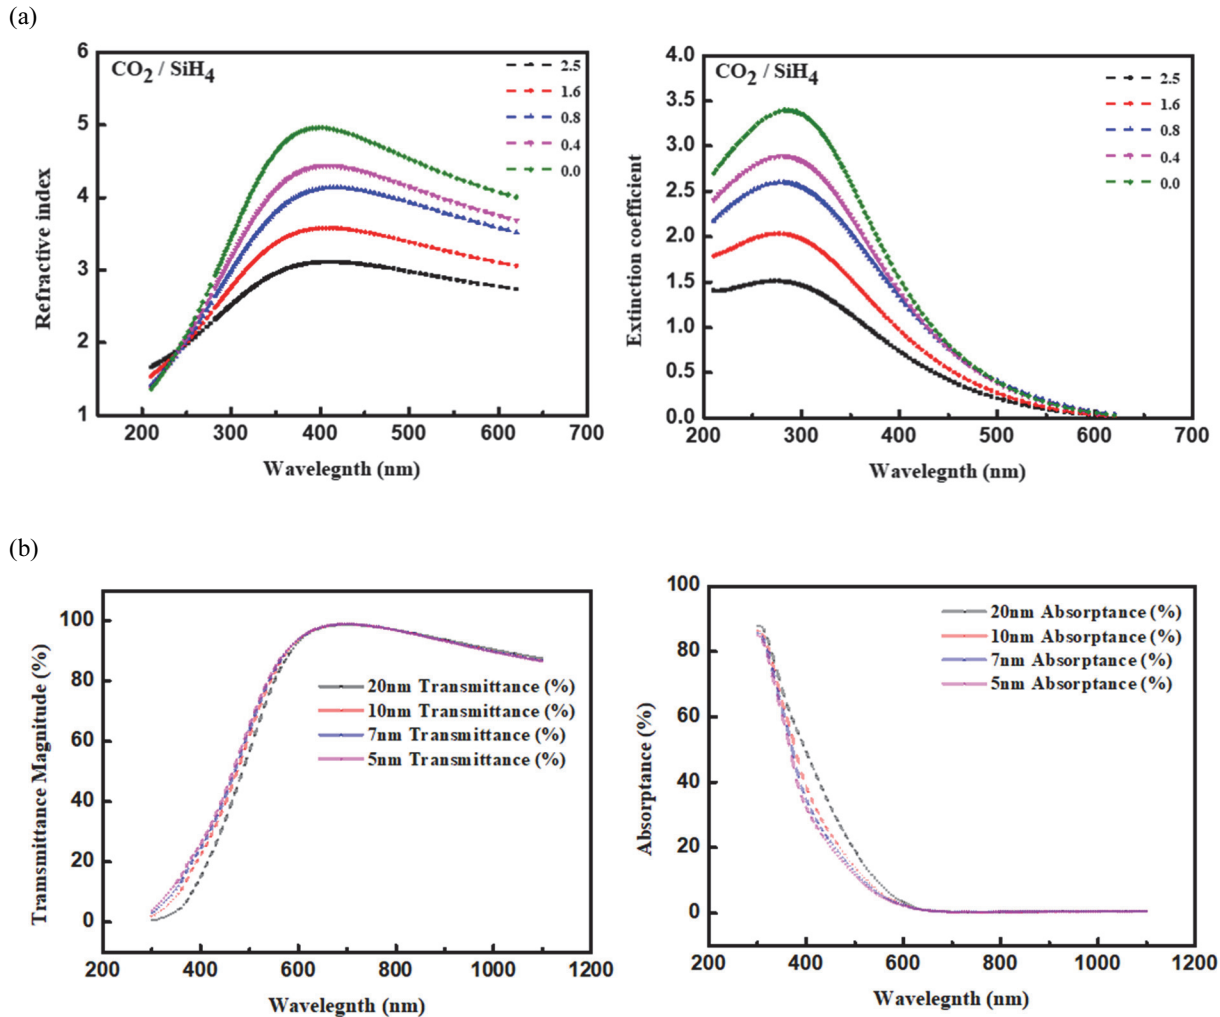 (a)
CO2 / SiH4
2.5
1.6
0.8
0.4
0.0
6
5
4
3
2
1
200 300 400 500 600 700
Refractive index
Wavelegnth (nm)
CO2 / SiH4
2.5
1.6
0.8
0.4
0.0
4.0
3.5
3.0
2.5
2.0
1.5
1.0
0.5
0.0
200 300 400 500 600 700
Extinction coefficient
Wavelegnth (nm)
(b)
100
80
60
40
20
0
20nm Transmittance (%)
10nm Transmittance (%)
7nm Transmittance (%)
5nm Transmittance (%)
200 400 600 800 1000 1200
Transmittance Magnitude (%)
Wavelegnth (nm)
100
80
60
40
20
0
20nm Absorptance (%)
10nm Absorptance (%)
7nm Absorptance (%)
5nm Absorptance (%)
200 400 600 800 1000 1200
Absorptance (%)
Wavelegnth (nm)